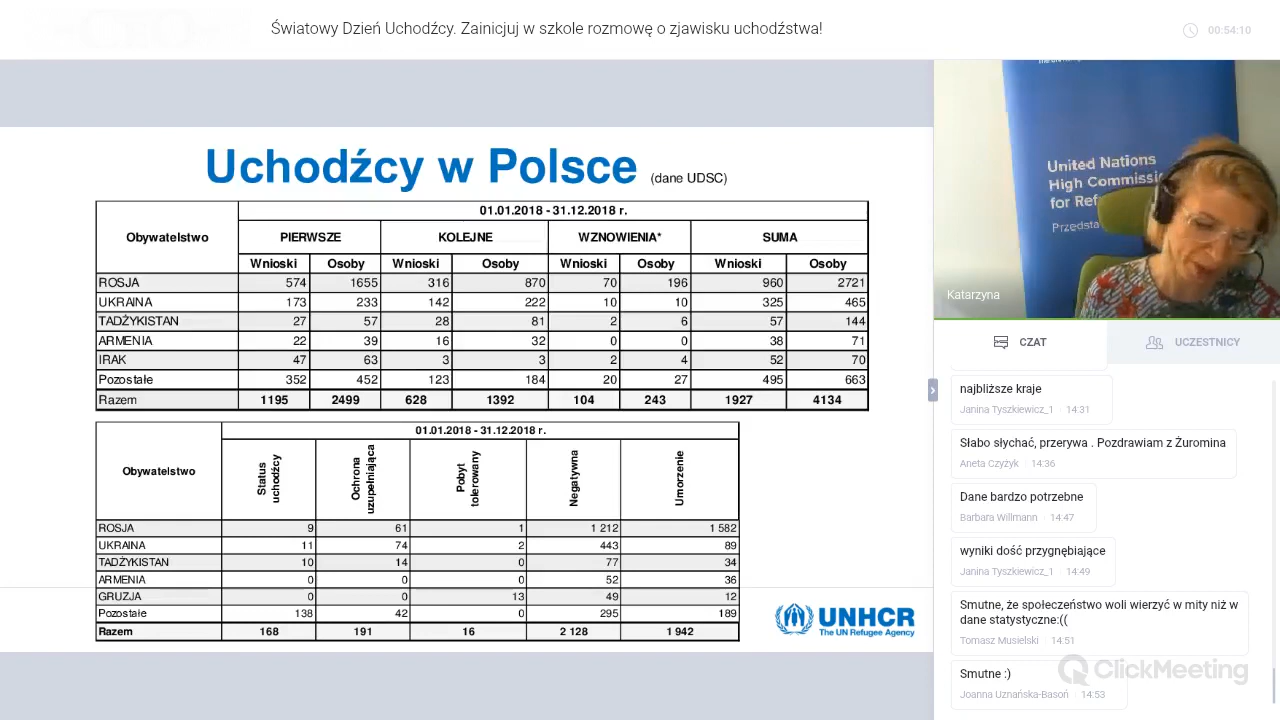 Światowy Dzień Uchodźcy. Zainicjuj w szkole rozmowę o zjawisku uchodźstwa!
00:54:10
Uchodźcy w Polsce (dane UDSC)
Obywatelstwo
01.01.2018 - 31.12.2018 r.
PIERWSZE KOLEJNE WZNOWIENIA* SUMA
Wnioski Osoby Wnioski Osoby Wnioski Osoby Wnioski Osoby
ROSJA 574 1655 316 870 70 196 960 2721
UKRAINA 173 233 142 222 10 10 325 465
TADŻYKISTAN 27 57 28 81 2 6 57 144
ARMENIA 22 39 16 32 0 0 38 71
IRAK 47 63 3 3 2 4 52 70
Pozostałe 352 452 123 184 20 27 495 663
Razem 1195 2499 628 1392 104 243 1927 4134
Obywatelstwo
01.01.2018 - 31.12.2018 r.
Status uchodźcy Ochrona uzupełniająca Pobyt tolerowany Negatywna Umorzenie
ROSJA 9 61 1 1 212 1 582
UKRAINA 11 74 2 443 89
TADŻYKISTAN 10 14 0 77 34
ARMENIA 0 0 0 52 36
GRUZJA 0 0 13 49 12
Pozostałe 138 42 0 295 189
Razem 168 191 16 2 128 1 942
UNHCR
The UN Refugee Agency
United Nations
High Commissi
for Ref
Przedsta
Katarzyna
CZAT
UCZESTNICY
najbliższe kraje
Janina Tyszkiewicz_1 · 14:31
Słabo słychać, przerywa . Pozdrawiam z Żuromina
Aneta Czyżyk · 14:36
Dane bardzo potrzebne
Barbara Willmann · 14:47
wyniki dość przygnębiające
Janina Tyszkiewicz_1 · 14:49
Smutne, że społeczeństwo woli wierzyć w mity niż w
dane statystyczne:((
Tomasz Musielski · 14:51
Smutne :)
Joanna Uznańska-Basoń · 14:53
ClickMeeting